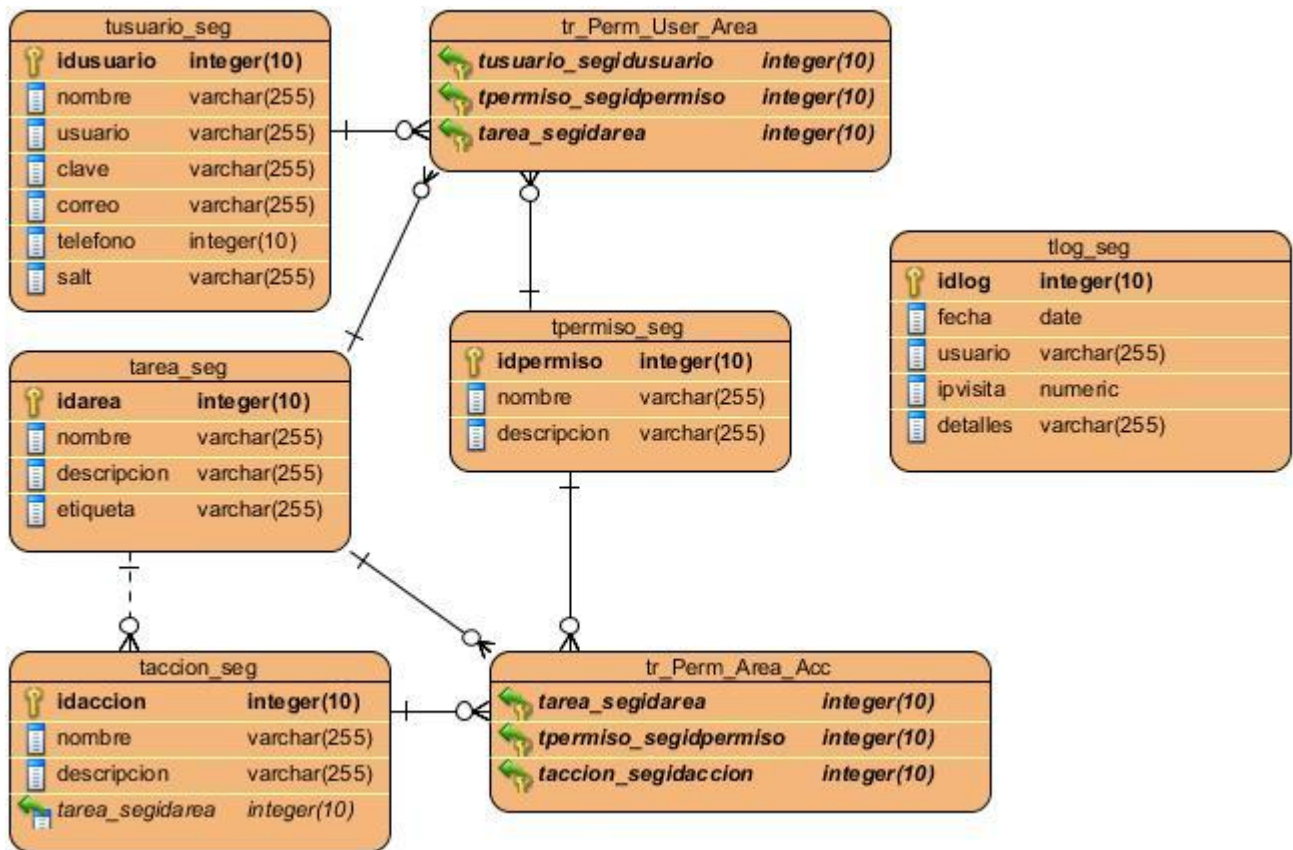 tusuario_seg
idusuario integer(10)
nombre varchar(255)
usuario varchar(255)
clave varchar(255)
correo varchar(255)
telefono integer(10)
salt varchar(255)
tr_Perm_User_Area
tusuario_segidusuario integer(10)
tpermiso_segidpermiso integer(10)
tarea_segidarea integer(10)
tlog_seg
idlog integer(10)
fecha date
usuario varchar(255)
ipvisita numeric
detalles varchar(255)
tpermiso_seg
idpermiso integer(10)
nombre varchar(255)
descripcion varchar(255)
tarea_seg
idarea integer(10)
nombre varchar(255)
descripcion varchar(255)
etiqueta varchar(255)
taccion_seg
idaccion integer(10)
nombre varchar(255)
descripcion varchar(255)
tarea_segidarea integer(10)
tr_Perm_Area_Acc
tarea_segidarea integer(10)
tpermiso_segidpermiso integer(10)
taccion_segidaccion integer(10)